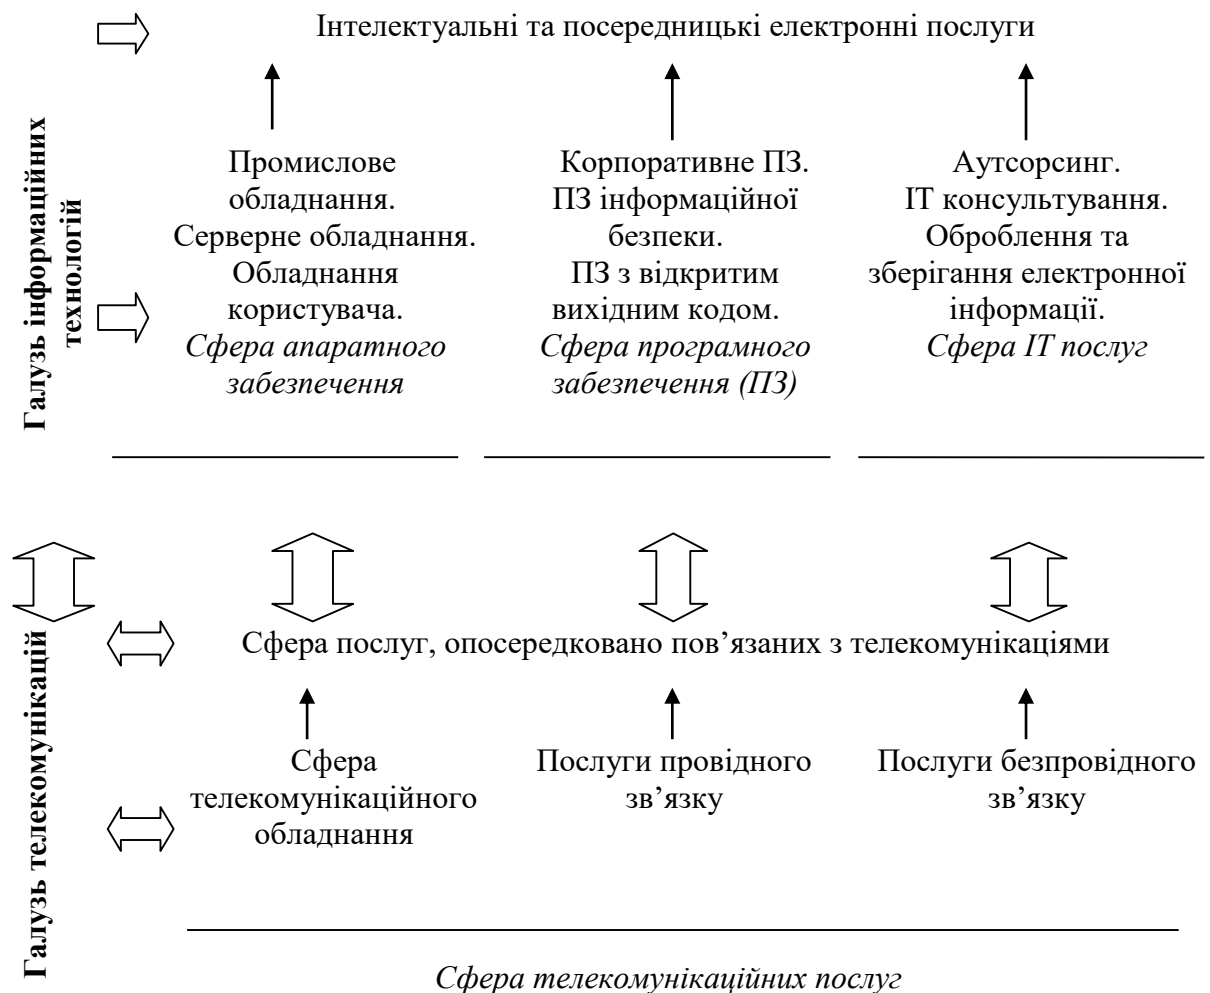 Інтелектуальні та посередницькі електронні послуги
Галузь інформаційних
технологій
Промислове
обладнання.
Серверне обладнання.
Обладнання
користувача.
Сфера апаратного
забезпечення
Корпоративне ПЗ.
ПЗ інформаційної
безпеки.
ПЗ з відкритим
вихідним кодом.
Сфера програмного
забезпечення (ПЗ)
Аутсорсинг.
ІТ консультування.
Оброблення та
зберігання електронної
інформації.
Сфера ІТ послуг
Галузь телекомунікацій
Сфера послуг, опосередковано пов’язаних з телекомунікаціями
Сфера
телекомунікаційного
обладнання
Послуги провідного
зв’язку
Послуги безпровідного
зв’язку
Сфера телекомунікаційних послуг